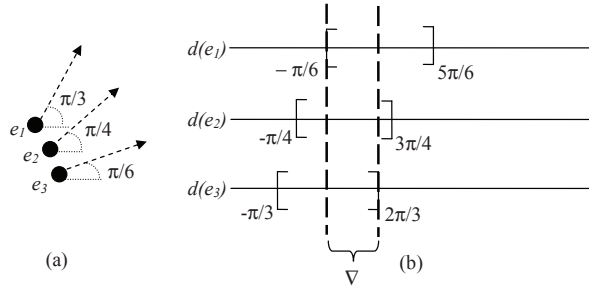 π/3
e1
π/4
e2
π/6
e3
(a)
d(e1)
– π/6
5π/6
d(e2)
-π/4
3π/4
d(e3)
-π/3
2π/3
∇
(b)